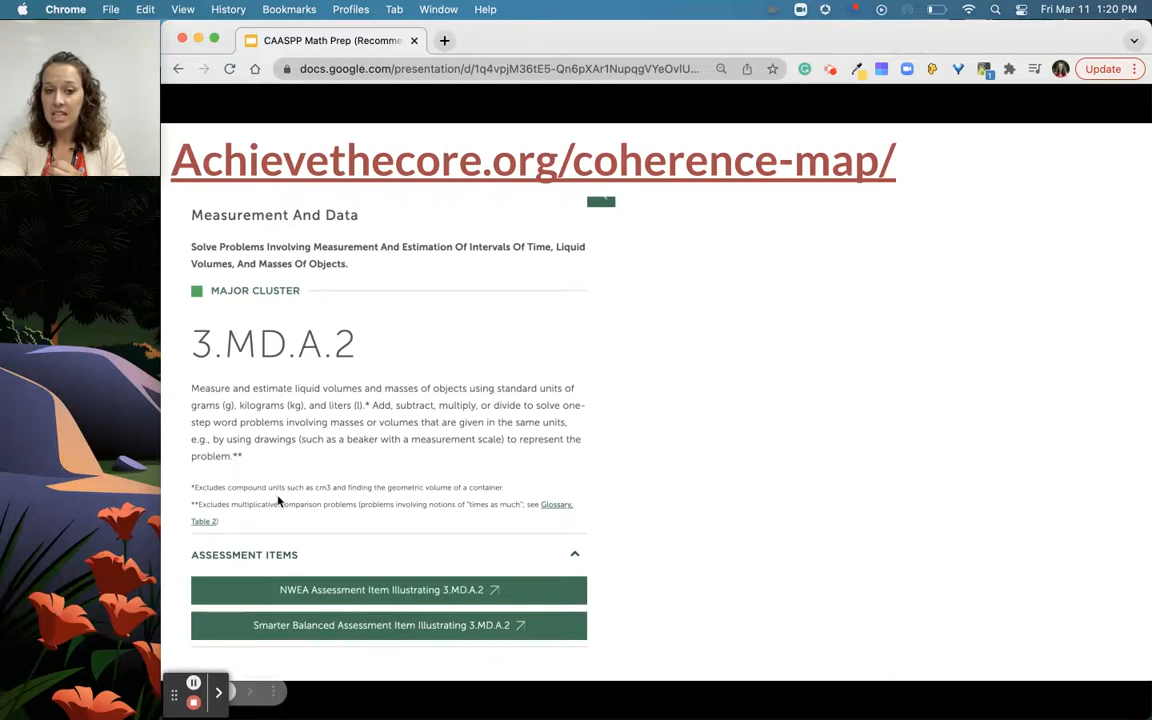 Chrome File Edit View History Bookmarks Profiles Tab Window Help Fri Mar 11 1:20 PM
CAASPP Math Prep (Recomme
docs.google.com/presentation/d/1q4vpjM36tE5-Qn6pXAr1NupqgVYeOvlU... Update
Achievethecore.org/coherence-map/
Measurement And Data
Solve Problems Involving Measurement And Estimation Of Intervals Of Time, Liquid
Volumes, And Masses Of Objects.
MAJOR CLUSTER
3.MD.A.2
Measure and estimate liquid volumes and masses of objects using standard units of
grams (g), kilograms (kg), and liters (l).* Add, subtract, multiply, or divide to solve one-
step word problems involving masses or volumes that are given in the same units,
e.g., by using drawings (such as a beaker with a measurement scale) to represent the
problem.**
*Excludes compound units such as cm3 and finding the geometric volume of a container.
**Excludes multiplicative comparison problems (problems involving notions of "times as much"; see Glossary,
Table 2)
ASSESSMENT ITEMS
NWEA Assessment Item Illustrating 3.MD.A.2
Smarter Balanced Assessment Item Illustrating 3.MD.A.2